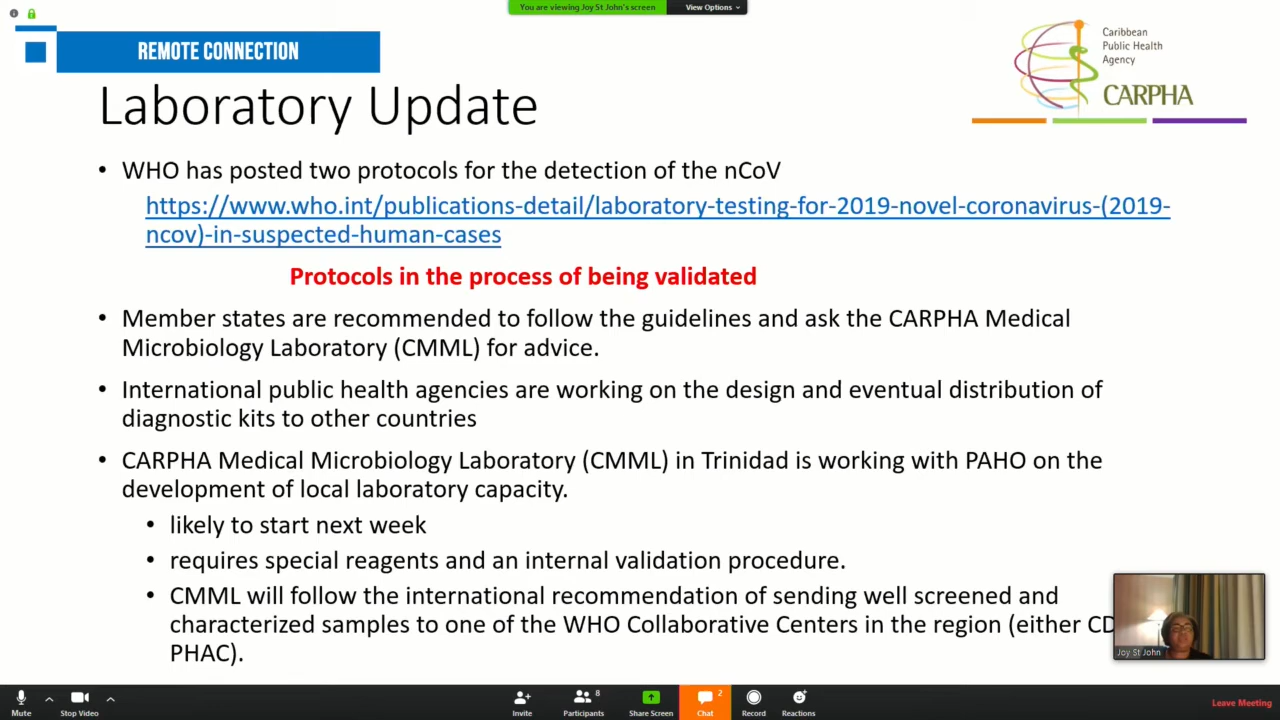 You are viewing Joy St John's screen
View Options
REMOTE CONNECTION
Caribbean
Public Health
Agency
CARPHA
Laboratory Update
• WHO has posted two protocols for the detection of the nCoV
https://www.who.int/publications-detail/laboratory-testing-for-2019-novel-coronavirus-(2019-
ncov)-in-suspected-human-cases
Protocols in the process of being validated
• Member states are recommended to follow the guidelines and ask the CARPHA Medical
Microbiology Laboratory (CMML) for advice.
• International public health agencies are working on the design and eventual distribution of
diagnostic kits to other countries
• CARPHA Medical Microbiology Laboratory (CMML) in Trinidad is working with PAHO on the
development of local laboratory capacity.
• likely to start next week
• requires special reagents and an internal validation procedure.
• CMML will follow the international recommendation of sending well screened and
characterized samples to one of the WHO Collaborative Centers in the region (either CD
PHAC).
Joy St John
Mute
Stop Video
Invite
8
Participants
Share Screen
2
Chat
Record
Reactions
Leave Meeting